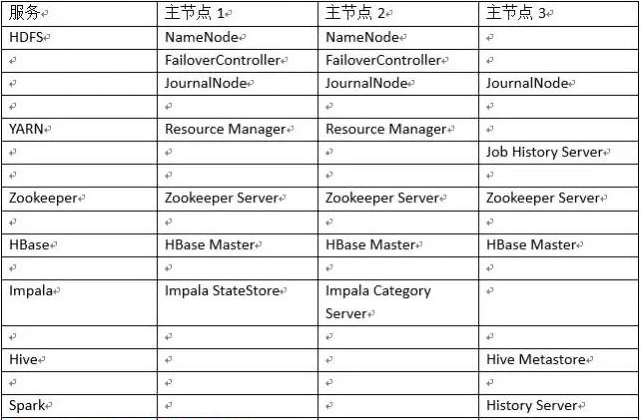 服务 主节点 1 主节点 2 主节点 3
HDFS NameNode NameNode
FailoverController FailoverController
JournalNode JournalNode JournalNode
YARN Resource Manager Resource Manager
Job History Server
Zookeeper Zookeeper Server Zookeeper Server Zookeeper Server
HBase HBase Master HBase Master HBase Master
Impala Impala StateStore Impala Category
Server
Hive Hive Metastore
Spark History Server